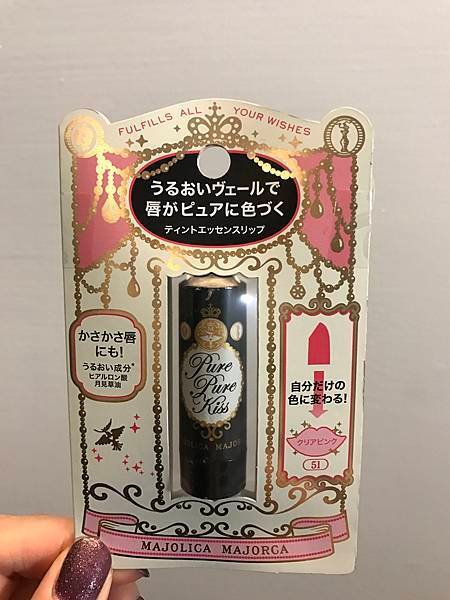 FULFILLS ALL YOUR WISHES
うるおいヴェールで
唇がピュアに色づく
ティントエッセンスリップ
かさかさ唇
にも!
うるおい成分*
ヒアルロン酸
月見草油
Pure
Pure
Kiss
JOLICA MAJOR
自分だけの
色に変わる!
クリアピンク
51
MAJOLICA MAJORCA